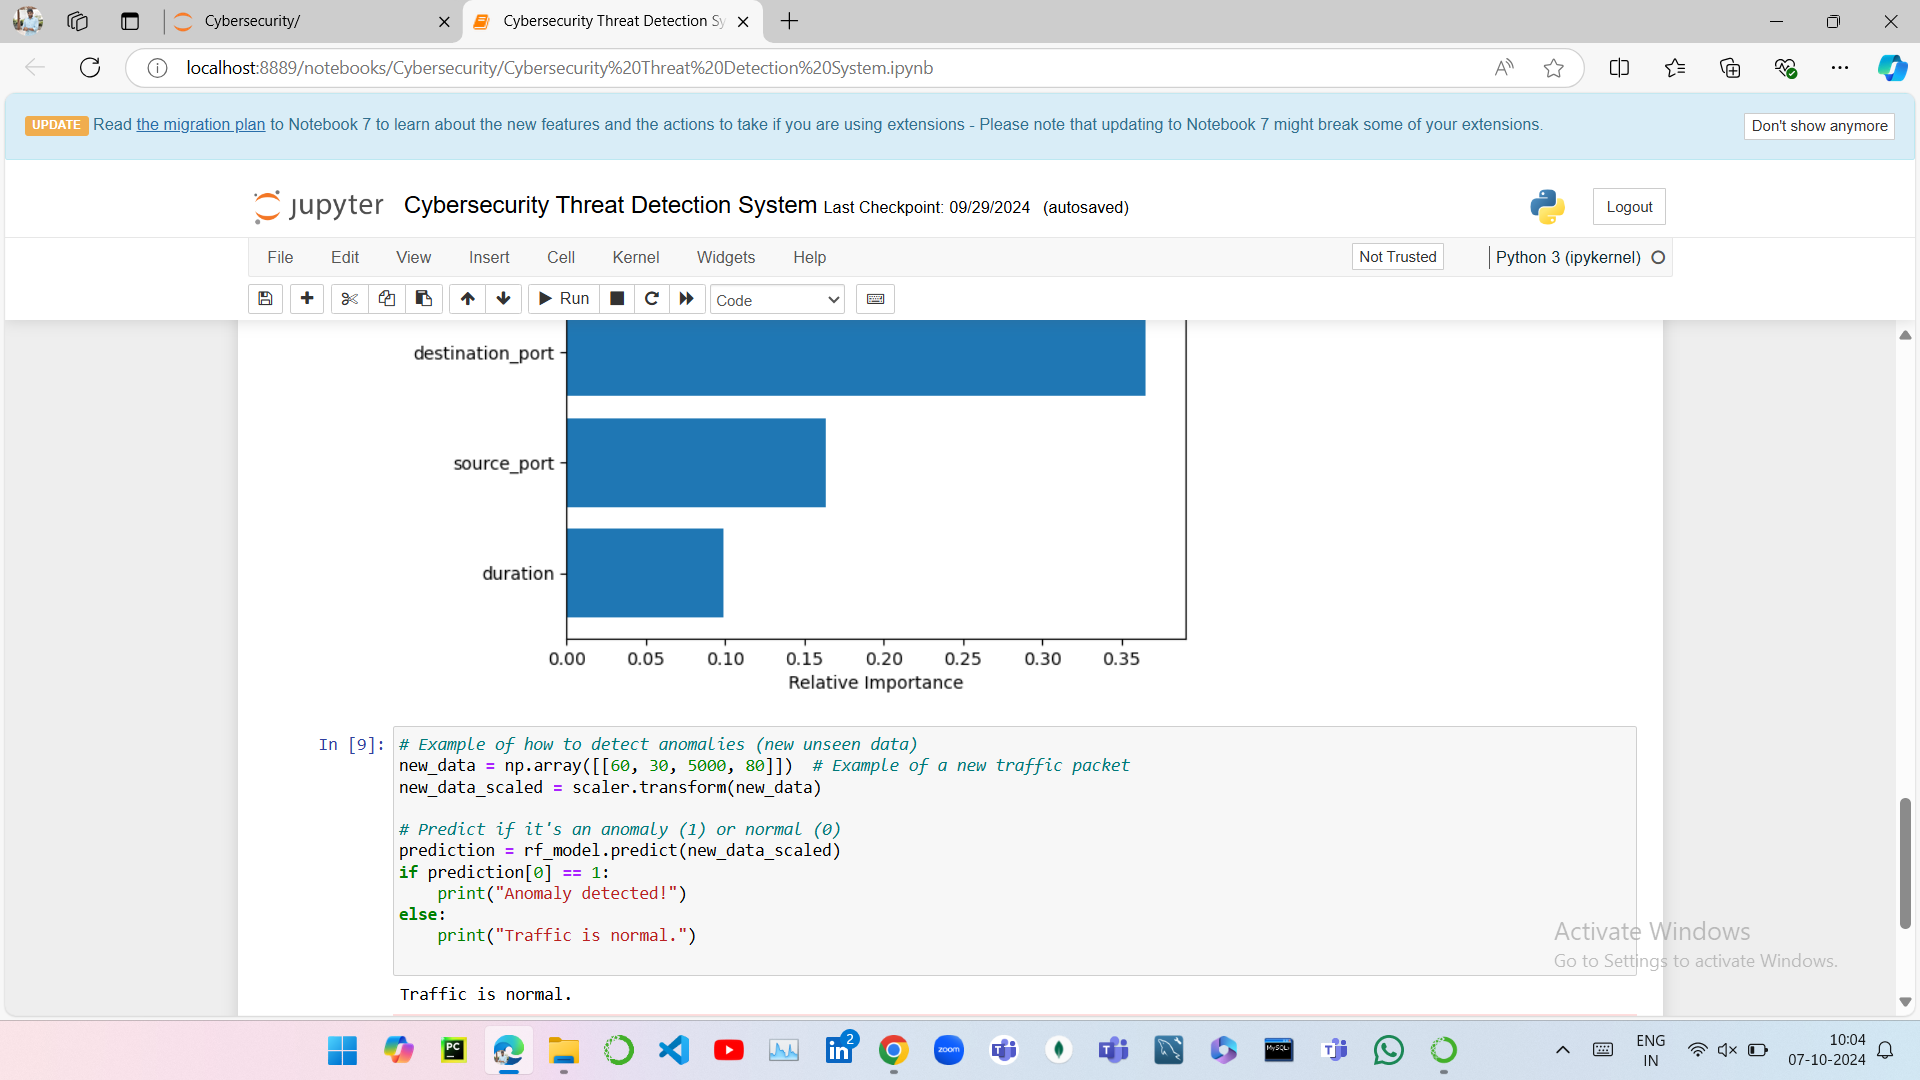 Cybersecurity/
Cybersecurity Threat Detection Sy
localhost:8889/notebooks/Cybersecurity/Cybersecurity%20Threat%20Detection%20System.ipynb
UPDATE Read the migration plan to Notebook 7 to learn about the new features and the actions to take if you are using extensions - Please note that updating to Notebook 7 might break some of your extensions.
Don't show anymore
jupyter Cybersecurity Threat Detection System Last Checkpoint: 09/29/2024 (autosaved)
Logout
File Edit View Insert Cell Kernel Widgets Help
Not Trusted
Python 3 (ipykernel)
Run
Code
destination_port
source_port
duration
0.00 0.05 0.10 0.15 0.20 0.25 0.30 0.35
Relative Importance
In [9]:
# Example of how to detect anomalies (new unseen data)
new_data = np.array([[60, 30, 5000, 80]])  # Example of a new traffic packet
new_data_scaled = scaler.transform(new_data)
# Predict if it's an anomaly (1) or normal (0)
prediction = rf_model.predict(new_data_scaled)
if prediction[0] == 1:
    print("Anomaly detected!")
else:
    print("Traffic is normal.")
Traffic is normal.
Activate Windows
Go to Settings to activate Windows.
PC
in
2
zoom
MySQL
ENG
IN
10:04
07-10-2024